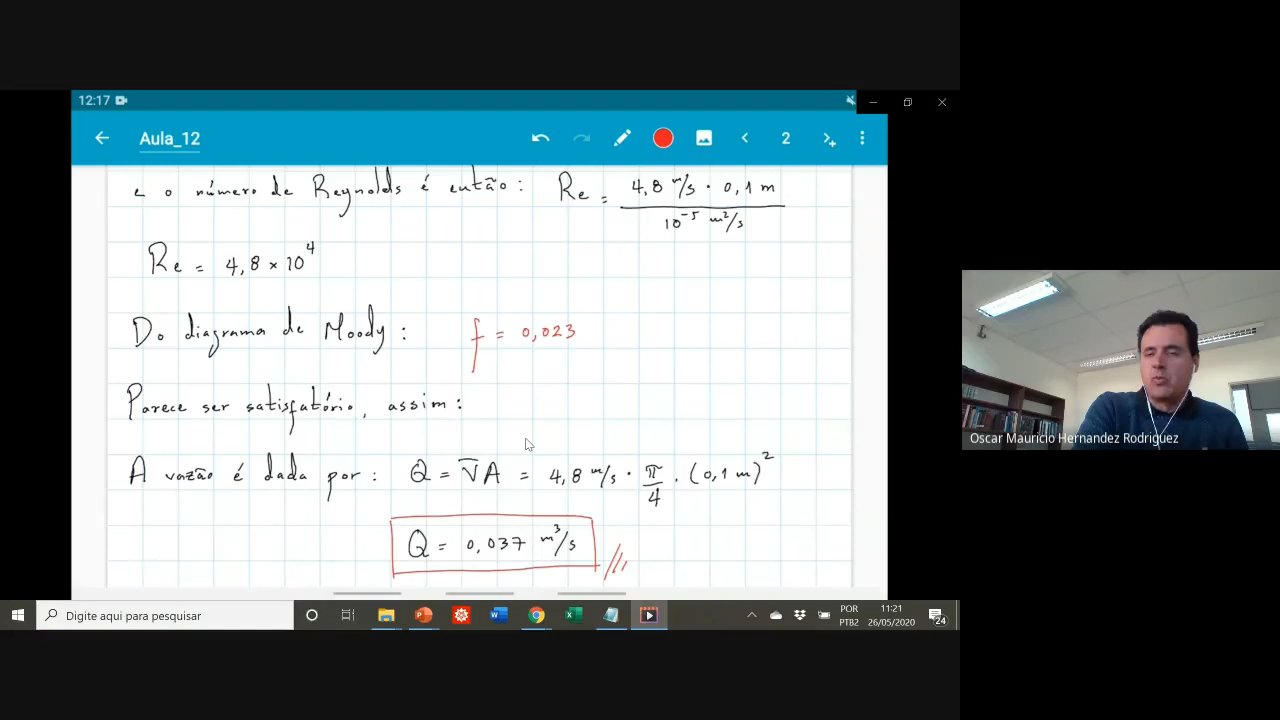 12:17
Aula_12
2
e o número de Reynolds é então: Re = 4,8 m/s · 0,1 m / 10⁻⁵ m²/s
Re = 4,8 × 10⁴
Do diagrama de Moody: f = 0,023
Parece ser satisfatório, assim:
A vazão é dada por: Q = V̅A = 4,8 m/s · π/4 · (0,1 m)²
Q = 0,037 m³/s
Oscar Mauricio Hernandez Rodriguez
Digite aqui para pesquisar
POR
PTB2
11:21
26/05/2020
24